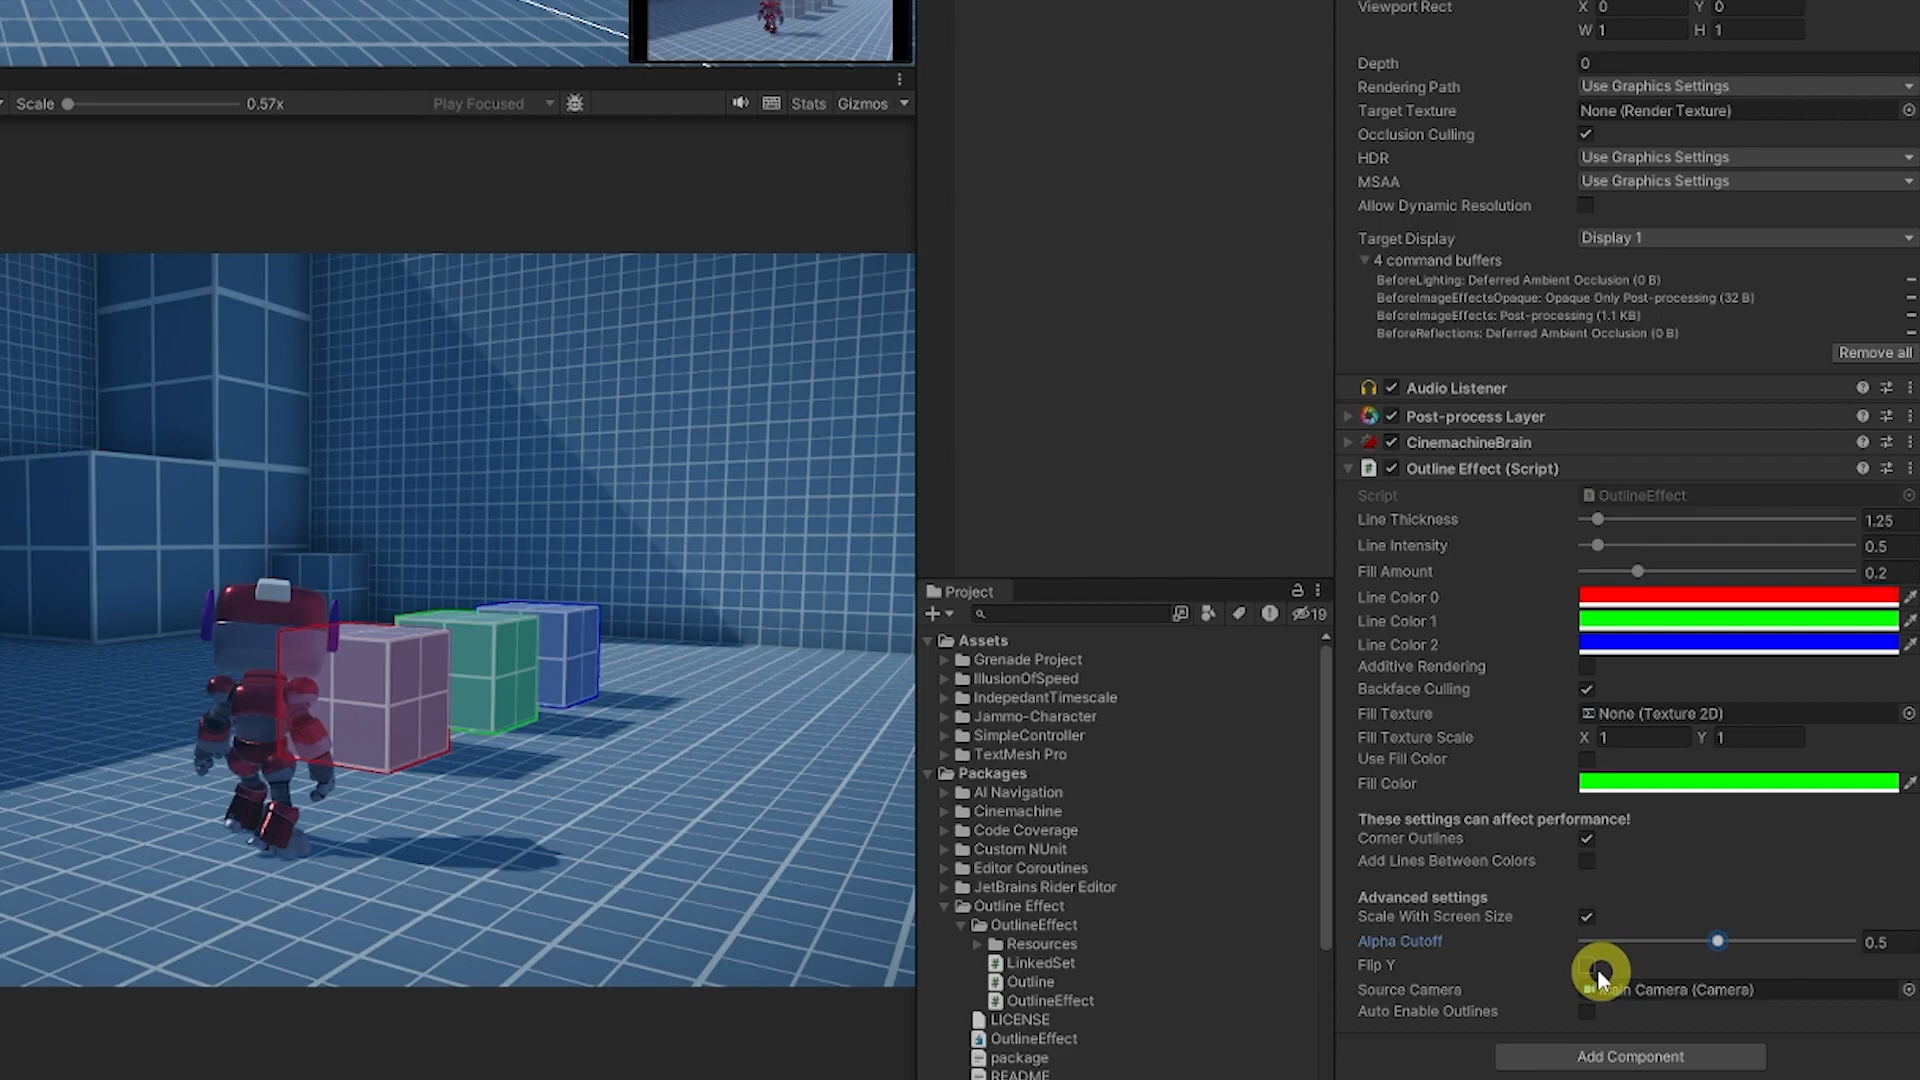 Scale 0.57x Play Focused Stats Gizmos
Project
19
Assets
Grenade Project
IllusionOfSpeed
IndepedantTimescale
Jammo-Character
SimpleController
TextMesh Pro
Packages
AI Navigation
Cinemachine
Code Coverage
Custom NUnit
Editor Coroutines
JetBrains Rider Editor
Outline Effect
OutlineEffect
Resources
LinkedSet
Outline
OutlineEffect
LICENSE
OutlineEffect
package
README
Viewport Rect X 0 Y 0
W 1 H 1
Depth 0
Rendering Path Use Graphics Settings
Target Texture None (Render Texture)
Occlusion Culling
HDR Use Graphics Settings
MSAA Use Graphics Settings
Allow Dynamic Resolution
Target Display Display 1
4 command buffers
BeforeLighting: Deferred Ambient Occlusion (0 B)
BeforeImageEffectsOpaque: Opaque Only Post-processing (32 B)
BeforeImageEffects: Post-processing (1.1 KB)
BeforeReflections: Deferred Ambient Occlusion (0 B)
Remove all
Audio Listener
Post-process Layer
CinemachineBrain
Outline Effect (Script)
Script OutlineEffect
Line Thickness 1.25
Line Intensity 0.5
Fill Amount 0.2
Line Color 0
Line Color 1
Line Color 2
Additive Rendering
Backface Culling
Fill Texture None (Texture 2D)
Fill Texture Scale X 1 Y 1
Use Fill Color
Fill Color
These settings can affect performance!
Corner Outlines
Add Lines Between Colors
Advanced settings
Scale With Screen Size
Alpha Cutoff 0.5
Flip Y
Source Camera Main Camera (Camera)
Auto Enable Outlines
Add Component